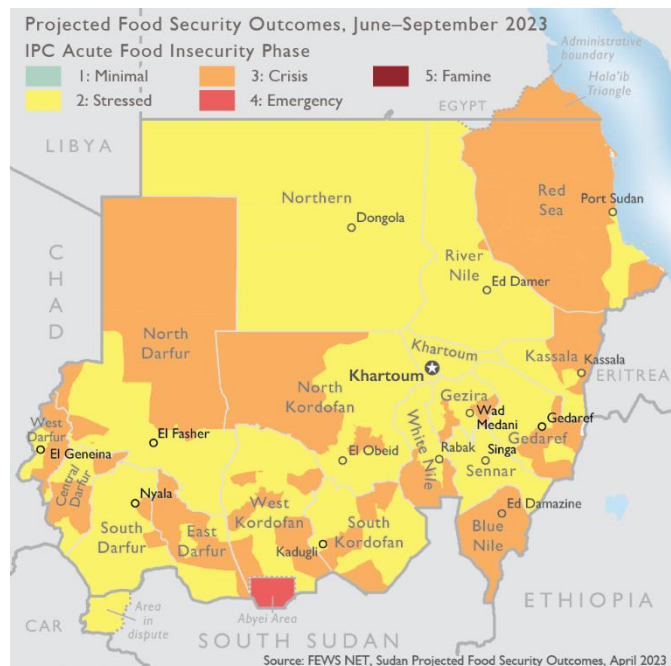 Projected Food Security Outcomes, June–September 2023
IPC Acute Food Insecurity Phase
1: Minimal
3: Crisis
5: Famine
2: Stressed
4: Emergency
Administrative
boundary
Hala'ib
Triangle
EGYPT
LIBYA
Northern
Dongola
Red
Sea
Port Sudan
River
Nile
Ed Damer
CHAD
North
Darfur
Khartoum
Khartoum
Kassala
Kassala
ERITREA
North
Kordofan
Gezira
Wad
Medani
Gedaref
Gedaref
West
Darfur
El Geneina
El Fasher
El Obeid
White Nile
Rabak
Singa
Sennar
Central
Darfur
Nyala
West
Kordofan
Ed Damazine
Blue
Nile
South
Darfur
East
Darfur
South
Kordofan
Kadugli
Area
in
dispute
Abyei Area
CAR
SOUTH SUDAN
ETHIOPIA
Source: FEWS NET, Sudan Projected Food Security Outcomes, April 2023